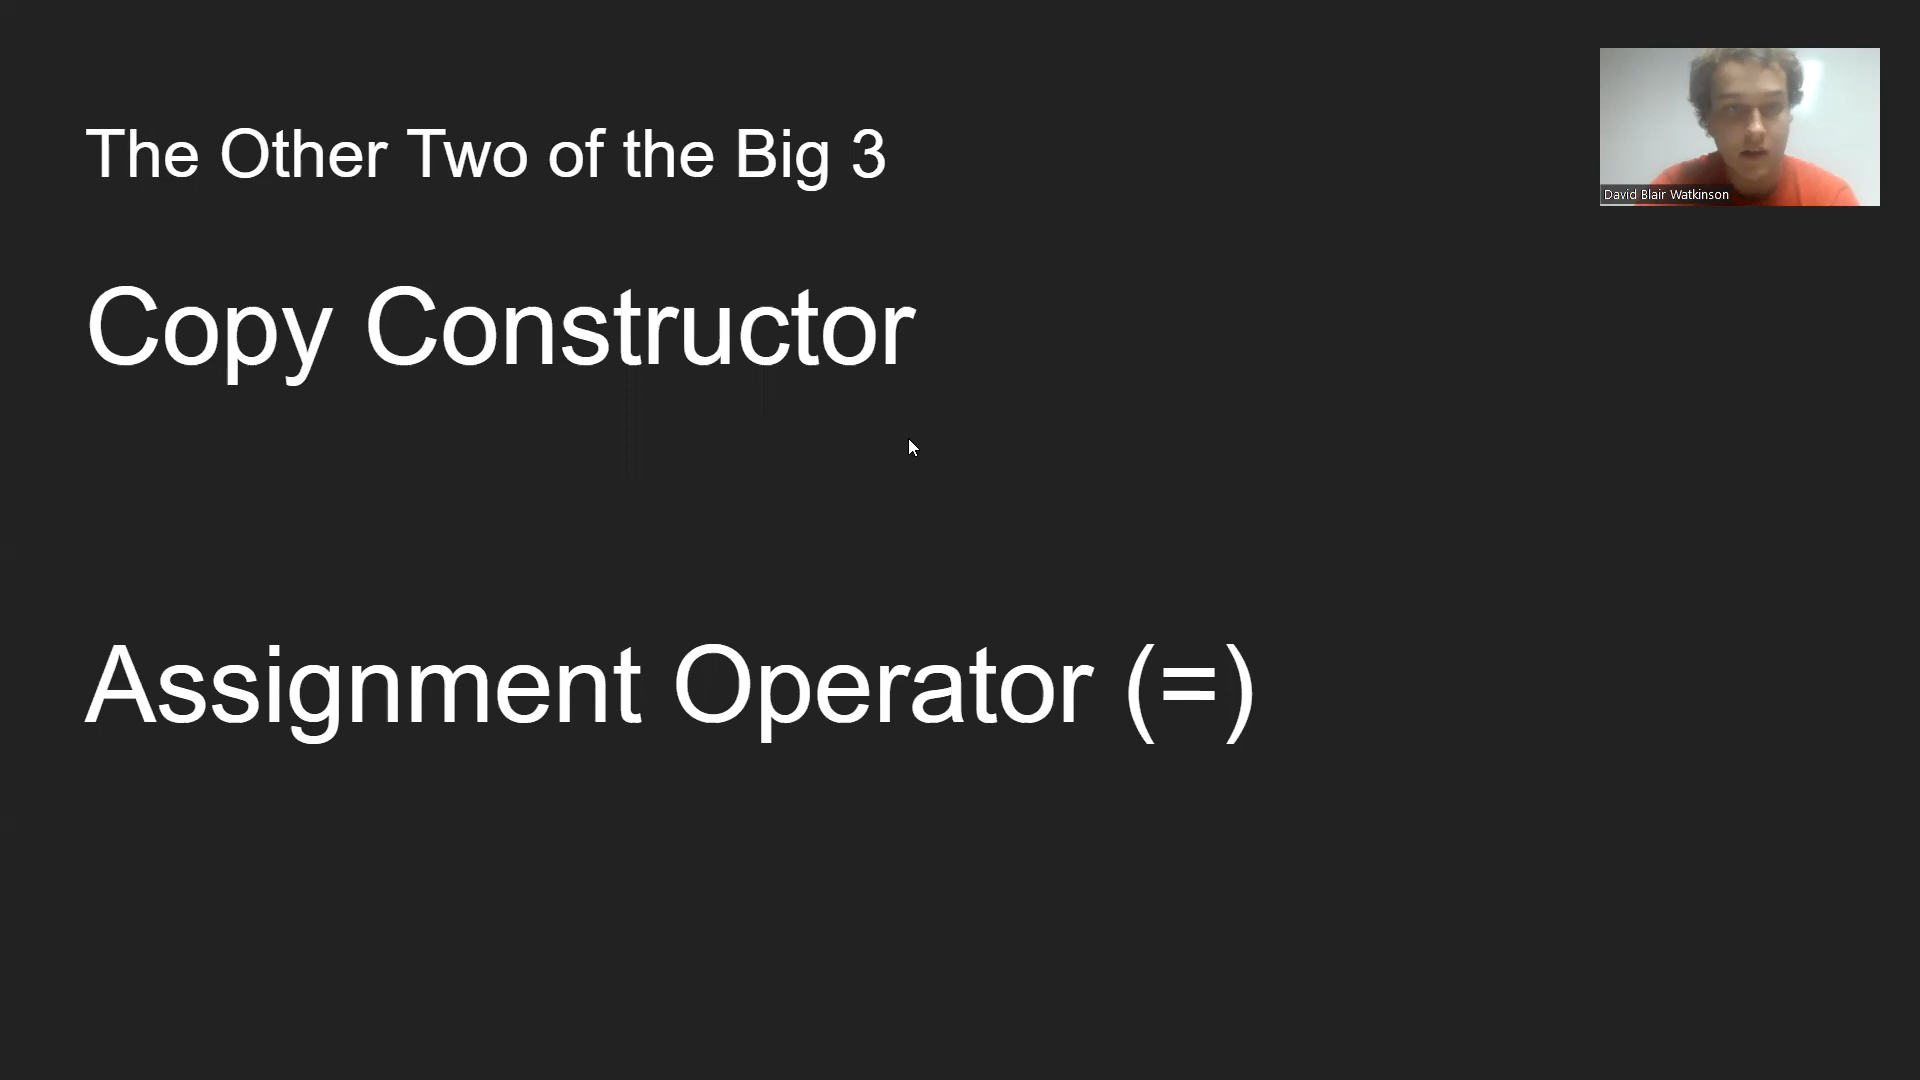 The Other Two of the Big 3
David Blair Watkinson
Copy Constructor
Assignment Operator (=)